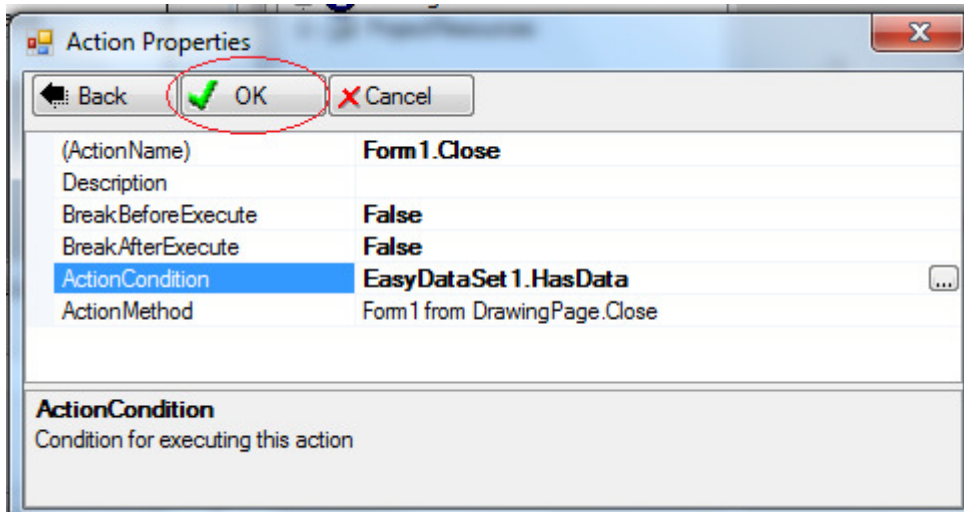 Action Properties
Back OK Cancel
(ActionName) Form1.Close
Description
BreakBeforeExecute False
BreakAfterExecute False
ActionCondition EasyDataSet1.HasData ...
ActionMethod Form1 from DrawingPage.Close
ActionCondition
Condition for executing this action